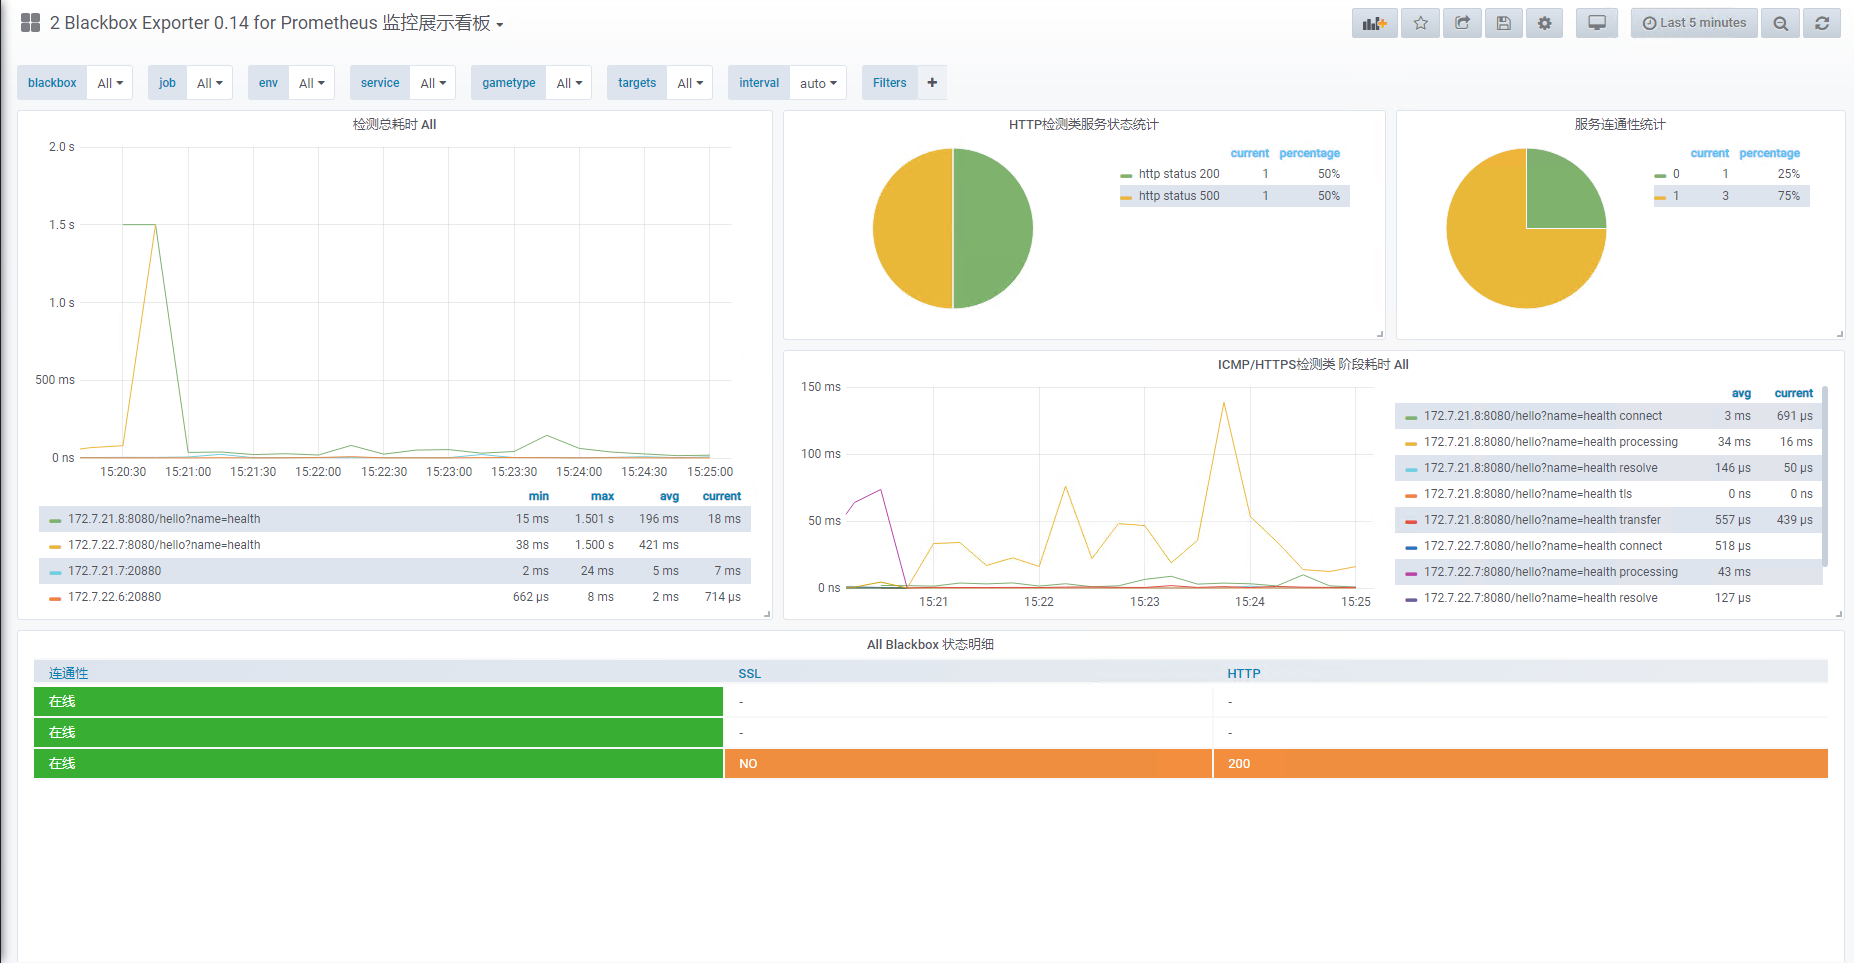 2 Blackbox Exporter 0.14 for Prometheus 监控展示看板
Last 5 minutes
blackbox All job All env All service All gametype All targets All interval auto Filters +
检测总耗时 All
2.0 s
1.5 s
1.0 s
500 ms
0 ns
15:20:30 15:21:00 15:21:30 15:22:00 15:22:30 15:23:00 15:23:30 15:24:00 15:24:30 15:25:00
min max avg current
172.7.21.8:8080/hello?name=health 15 ms 1.501 s 196 ms 18 ms
172.7.22.7:8080/hello?name=health 38 ms 1.500 s 421 ms
172.7.21.7:20880 2 ms 24 ms 5 ms 7 ms
172.7.22.6:20880 662 µs 8 ms 2 ms 714 µs
HTTP检测类服务状态统计
current percentage
http status 200 1 50%
http status 500 1 50%
服务连通性统计
current percentage
0 1 25%
1 3 75%
ICMP/HTTPS检测类 阶段耗时 All
150 ms
100 ms
50 ms
0 ns
15:21 15:22 15:23 15:24 15:25
avg current
172.7.21.8:8080/hello?name=health connect 3 ms 691 µs
172.7.21.8:8080/hello?name=health processing 34 ms 16 ms
172.7.21.8:8080/hello?name=health resolve 146 µs 50 µs
172.7.21.8:8080/hello?name=health tls 0 ns 0 ns
172.7.21.8:8080/hello?name=health transfer 557 µs 439 µs
172.7.22.7:8080/hello?name=health connect 518 µs
172.7.22.7:8080/hello?name=health processing 43 ms
172.7.22.7:8080/hello?name=health resolve 127 µs
All Blackbox 状态明细
连通性 SSL HTTP
在线 - -
在线 - -
在线 NO 200